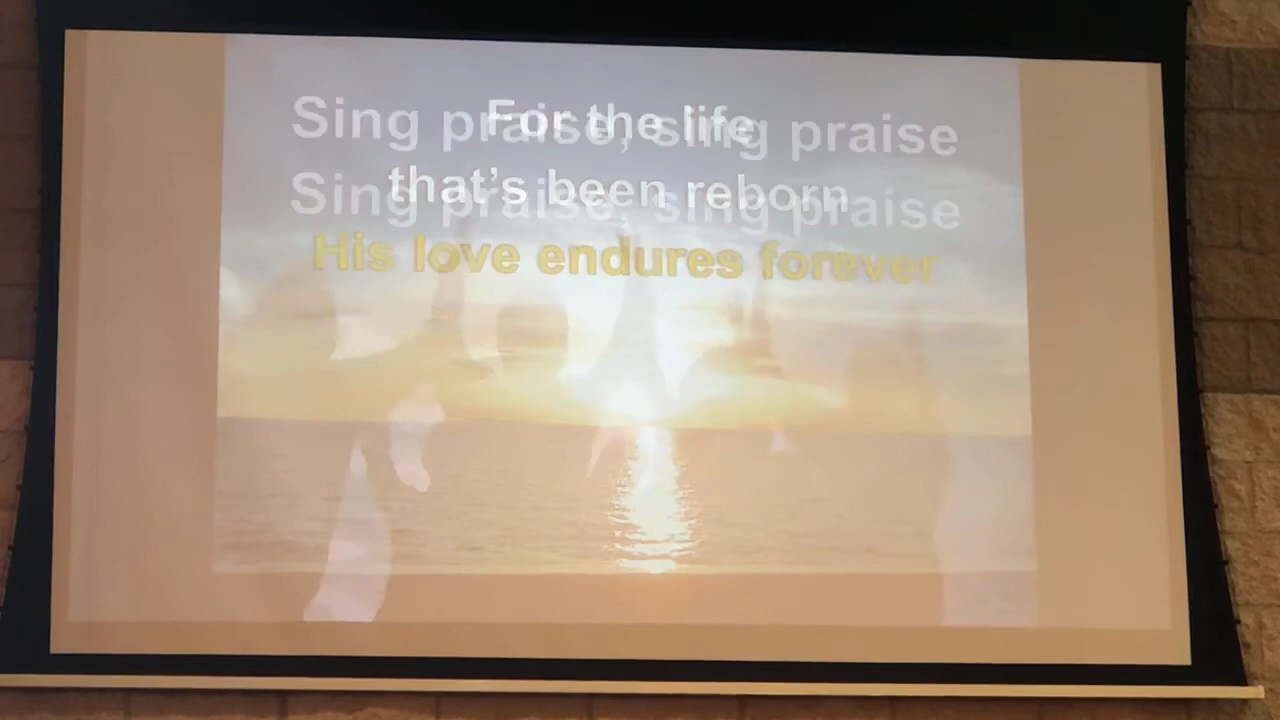 Sing praise, sing praise
For the life
that's been reborn
Sing praise, sing praise
His love endures forever